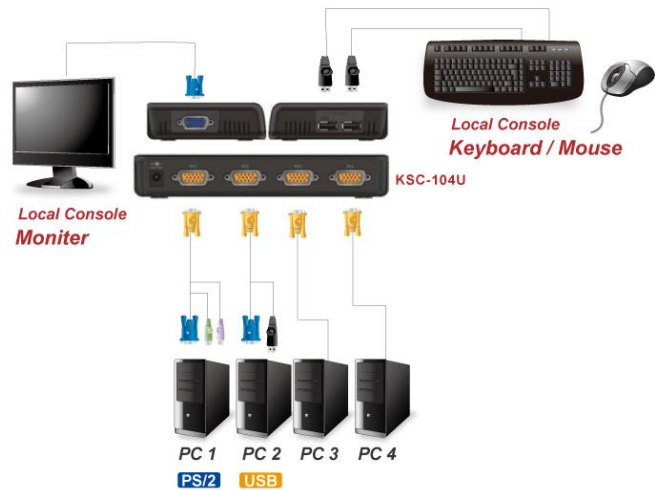 Local Console
Keyboard / Mouse
KSC-104U
Local Console
Moniter
PC 1
PC 2
PC 3
PC 4
PS/2
USB